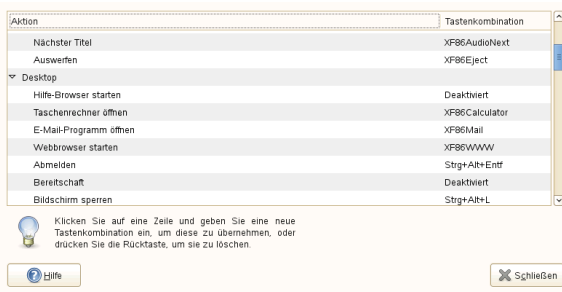 Aktion Tastenkombination
Nächster Titel XF86AudioNext
Auswerfen XF86Eject
Desktop
Hilfe-Browser starten Deaktiviert
Taschenrechner öffnen XF86Calculator
E-Mail-Programm öffnen XF86Mail
Webbrowser starten XF86WWW
Abmelden Strg+Alt+Entf
Bereitschaft Deaktiviert
Bildschirm sperren Strg+Alt+L
Klicken Sie auf eine Zeile und geben Sie eine neue
Tastenkombination ein, um diese zu übernehmen, oder
drücken Sie die Rücktaste, um sie zu löschen.
Hilfe Schließen